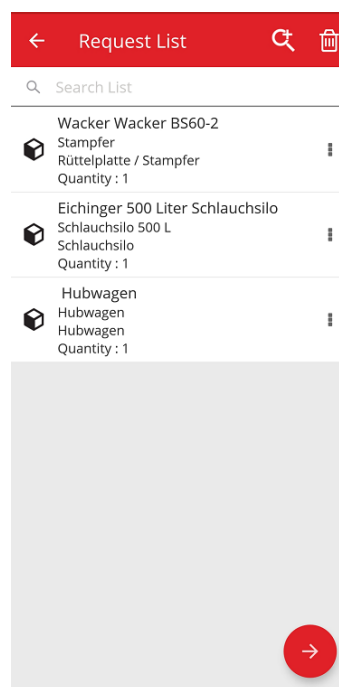 Request List
Search List
Wacker Wacker BS60-2
Stampfer
Rüttelplatte / Stampfer
Quantity : 1
Eichinger 500 Liter Schlauchsilo
Schlauchsilo 500 L
Schlauchsilo
Quantity : 1
Hubwagen
Hubwagen
Hubwagen
Quantity : 1